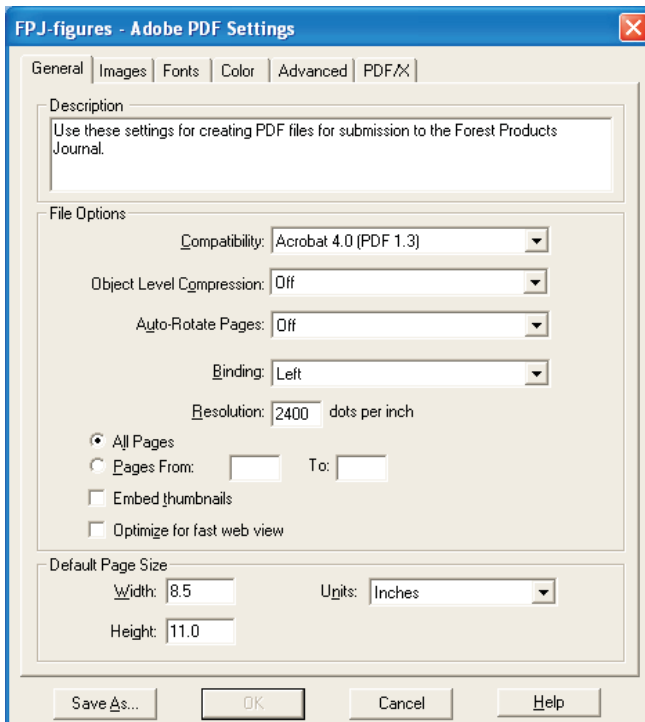 FPJ-figures - Adobe PDF Settings
General Images Fonts Color Advanced PDF/X
Description
Use these settings for creating PDF files for submission to the Forest Products
Journal.
File Options
Compatibility: Acrobat 4.0 (PDF 1.3)
Object Level Compression: Off
Auto-Rotate Pages: Off
Binding: Left
Resolution: 2400 dots per inch
All Pages
Pages From: To:
Embed thumbnails
Optimize for fast web view
Default Page Size
Width: 8.5 Units: Inches
Height: 11.0
Save As... OK Cancel Help